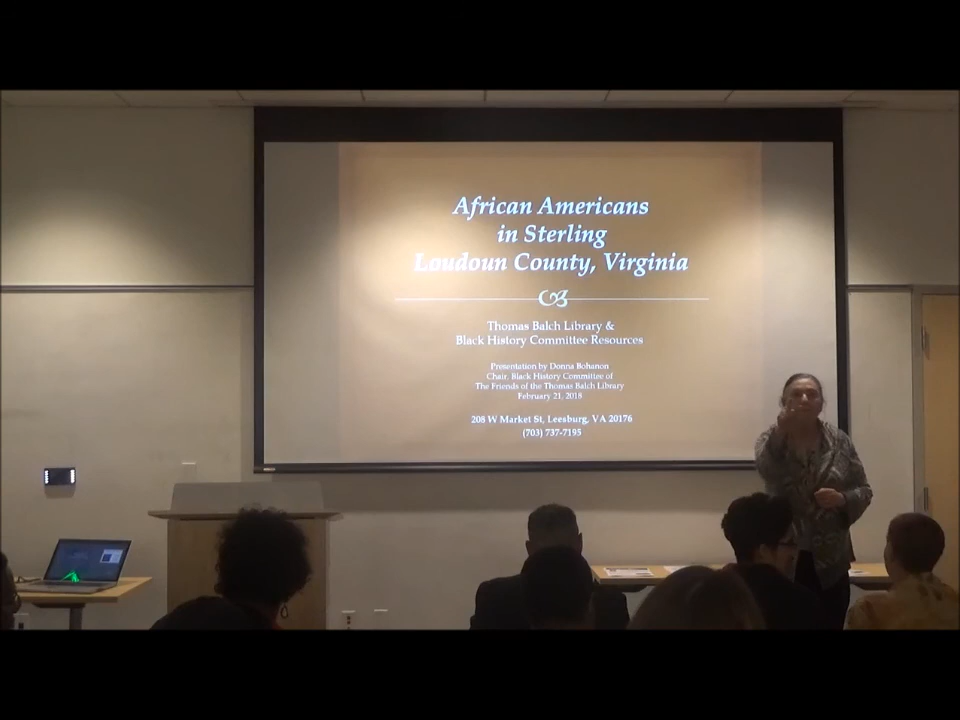 African Americans
in Sterling
Loudoun County, Virginia
Thomas Balch Library &
Black History Committee Resources
Presentation by Donna Bohanon
Chair, Black History Committee of
The Friends of the Thomas Balch Library
February 21, 2018
208 W Market St, Leesburg, VA 20176
(703) 737-7195